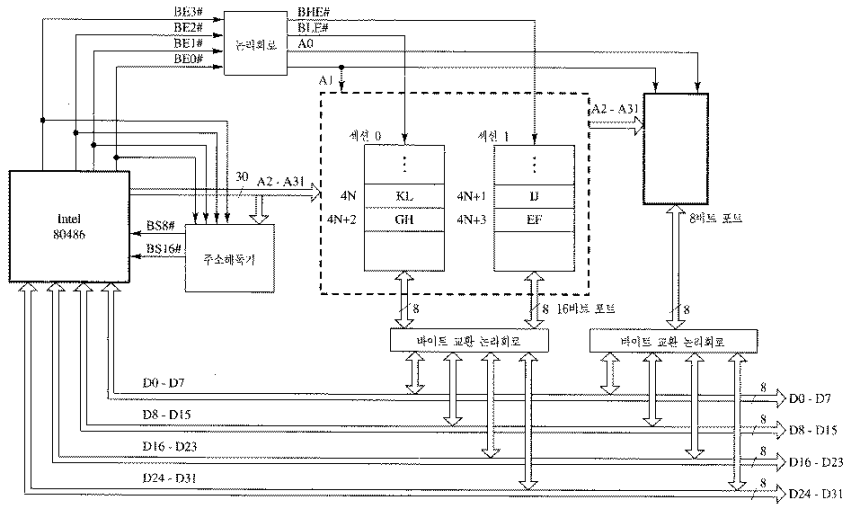 BE3#
BE2#
BE1#
BE0#
논리회로
BHE#
BLE#
A0
A1
A2 - A31
섹션 0
섹션 1
30
A2 - A31
4N
KL
4N+1
IJ
4N+2
GH
4N+3
EF
Intel
80486
BS8#
BS16#
주소해독기
8비트 포트
8
8
16비트 포트
8
바이트 교환 논리회로
바이트 교환 논리회로
D0 - D7
8
D0 - D7
D8 - D15
8
D8 - D15
D16 - D23
8
D16 - D23
D24 - D31
8
D24 - D31